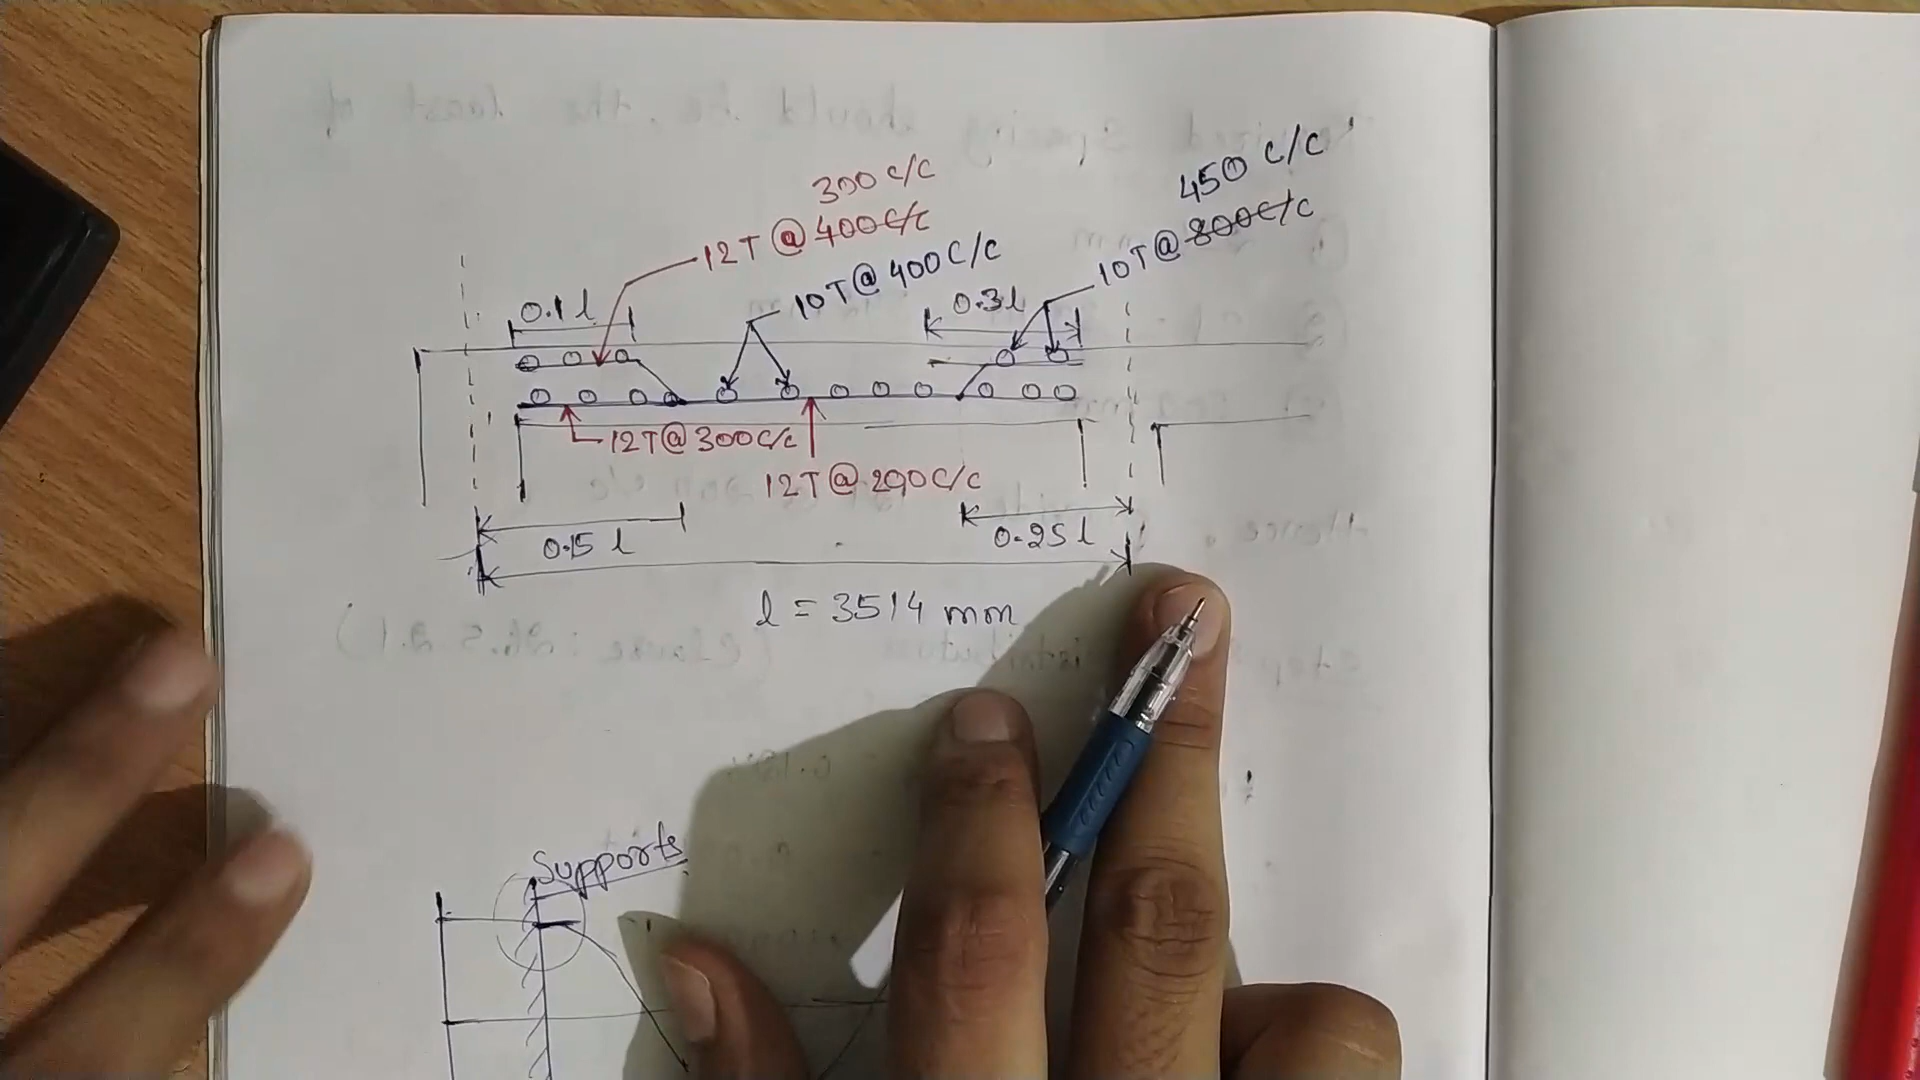 300 C/C
12T @ 400 C/C
10T @ 400 C/C
450 C/C
10T @ 800 C/C
0.1 l
0.3 l
12T @ 300 C/C
12T @ 290 C/C
0.15 l
0.25 l
l = 3514 mm
Supports